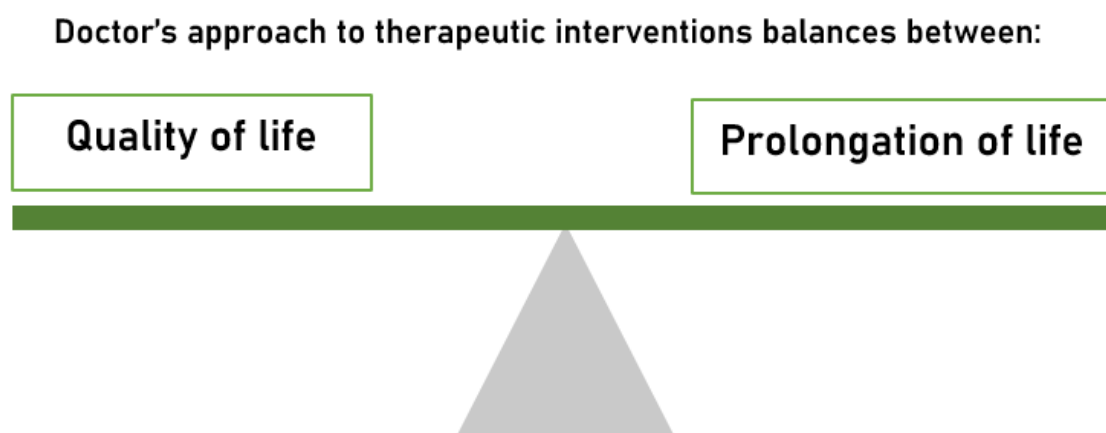 Doctor's approach to therapeutic interventions balances between:
Quality of life
Prolongation of life